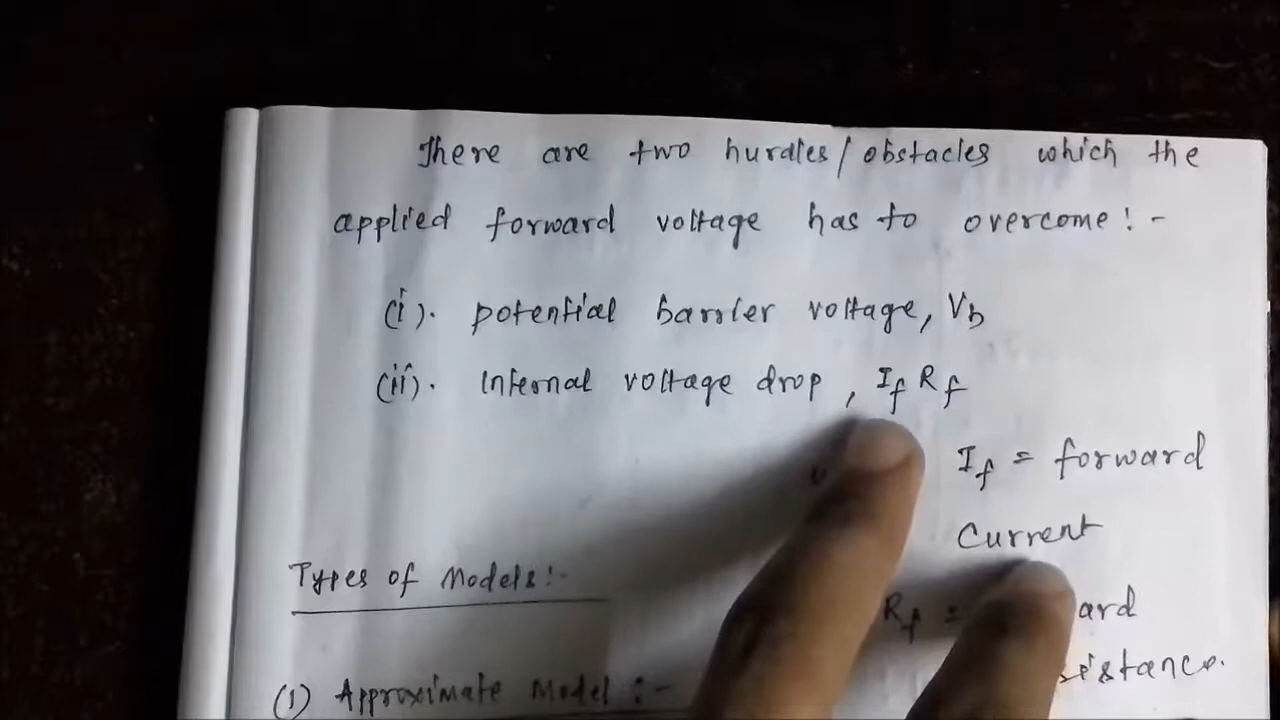 There are two hurdles/obstacles which the
applied forward voltage has to overcome! -
(i). potential barrier voltage, Vb
(ii). Internal voltage drop, If Rf
If = forward
Current
Types of Models:-
Rf =
(1) Approximate Model :-